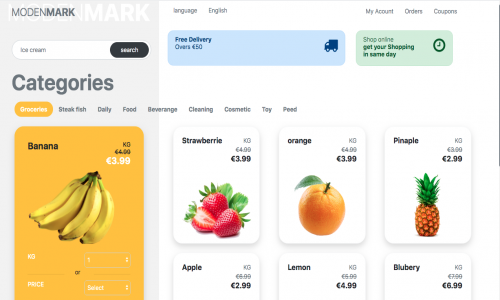 MODENMARK
language English My Acount Orders Coupons
ice cream search
Free Delivery
Overs €50
Shop online
get your Shopping
in same day
Categories
Groceries Steak fish Daily Food Beverange Cleaning Cosmetic Toy Peed
Banana KG
€4.99
€3.99
KG 1
or
PRICE Select
Strawberrie KG
€4.99
€3.99
orange KG
€4.99
€3.99
Pinaple KG
€3.99
€2.99
Apple KG
€5.99
€2.99
Lemon KG
€5.99
€4.99
Blubery KG
€7.99
€6.99